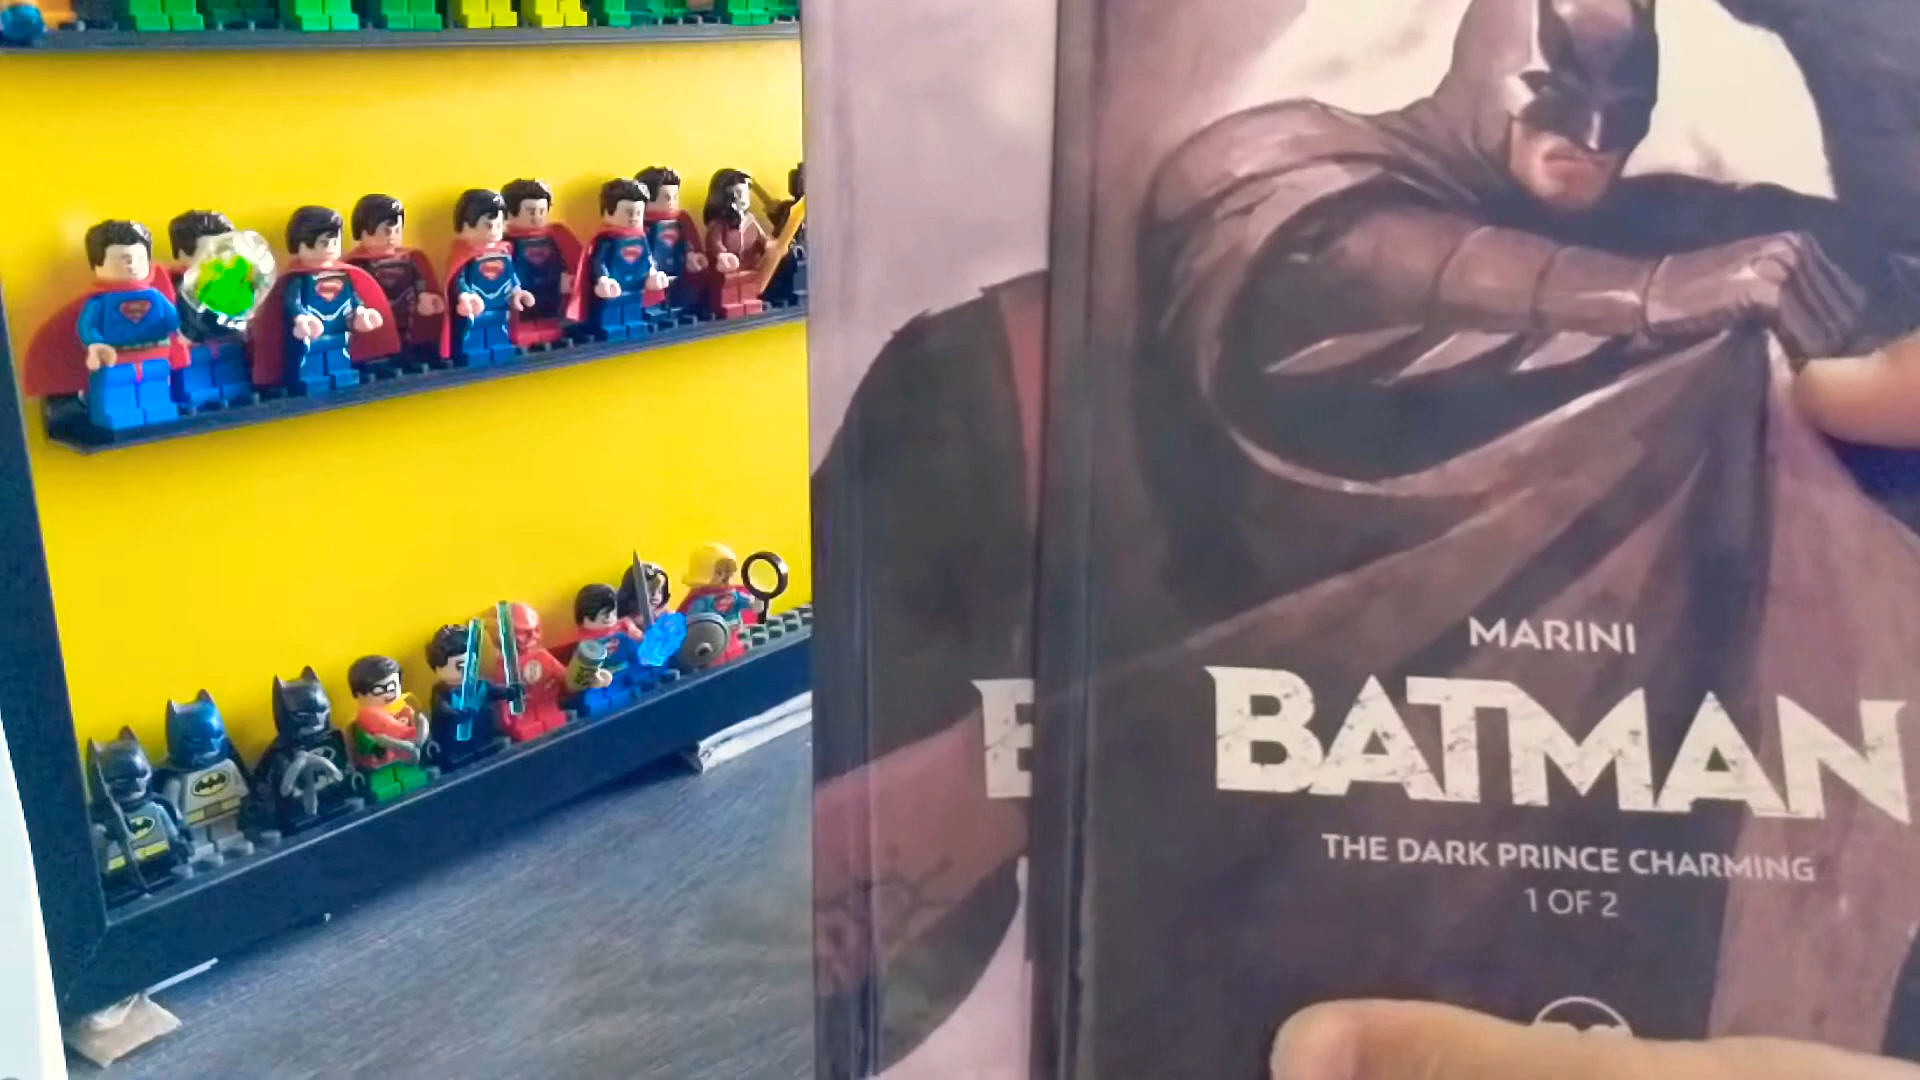 MARINI
BATMAN
THE DARK PRINCE CHARMING
1 OF 2